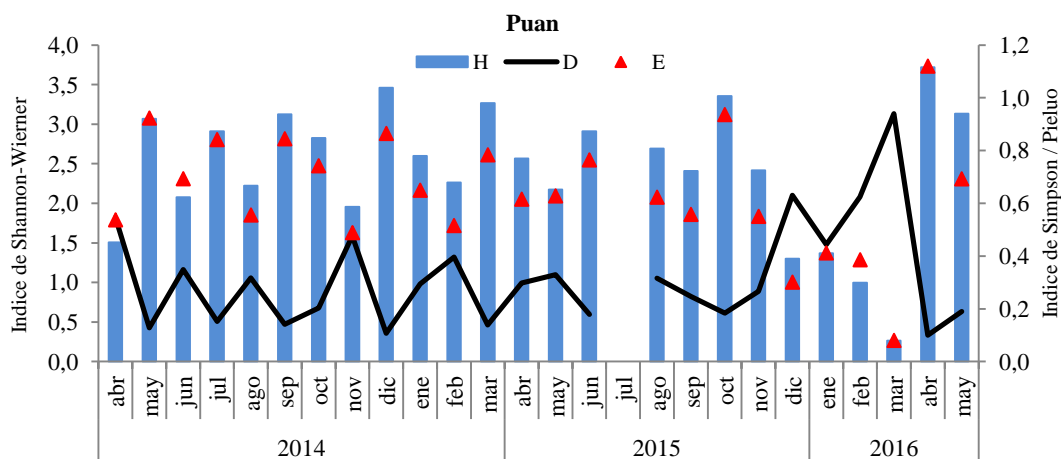 Puan
H D E
Indice de Shannon-Wierner
4,0
3,5
3,0
2,5
2,0
1,5
1,0
0,5
0,0
1,2
1,0
0,8
0,6
0,4
0,2
0,0
Indice de Simpson / Pieluo
abr may jun jul ago sep oct nov dic ene feb mar abr may jun jul ago sep oct nov dic ene feb mar abr may
2014 2015 2016